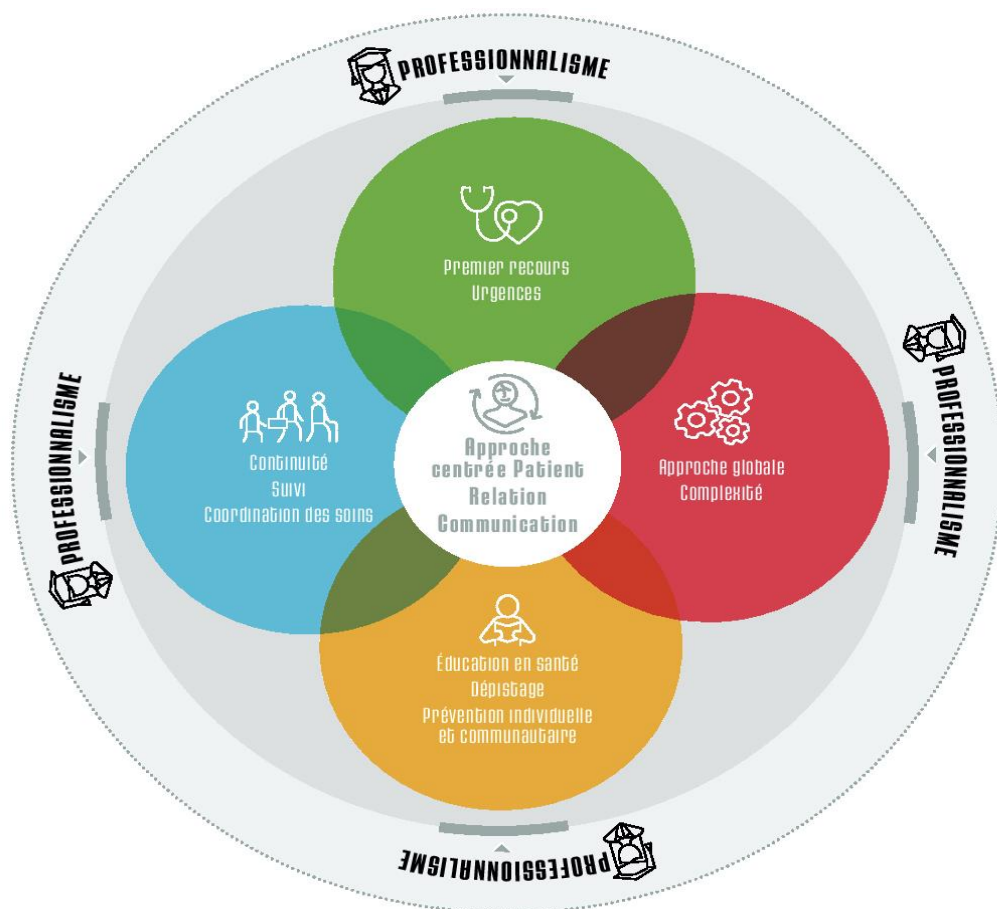 PROFESSIONNALISME
Premier recours
Urgences
PROFESSIONNALISME
Continuité
Suivi
Coordination des soins
Approche
centrée Patient
Relation
Communication
Approche globale
Complexité
PROFESSIONNALISME
Éducation en santé
Dépistage
Prévention individuelle
et communautaire
PROFESSIONNALISME